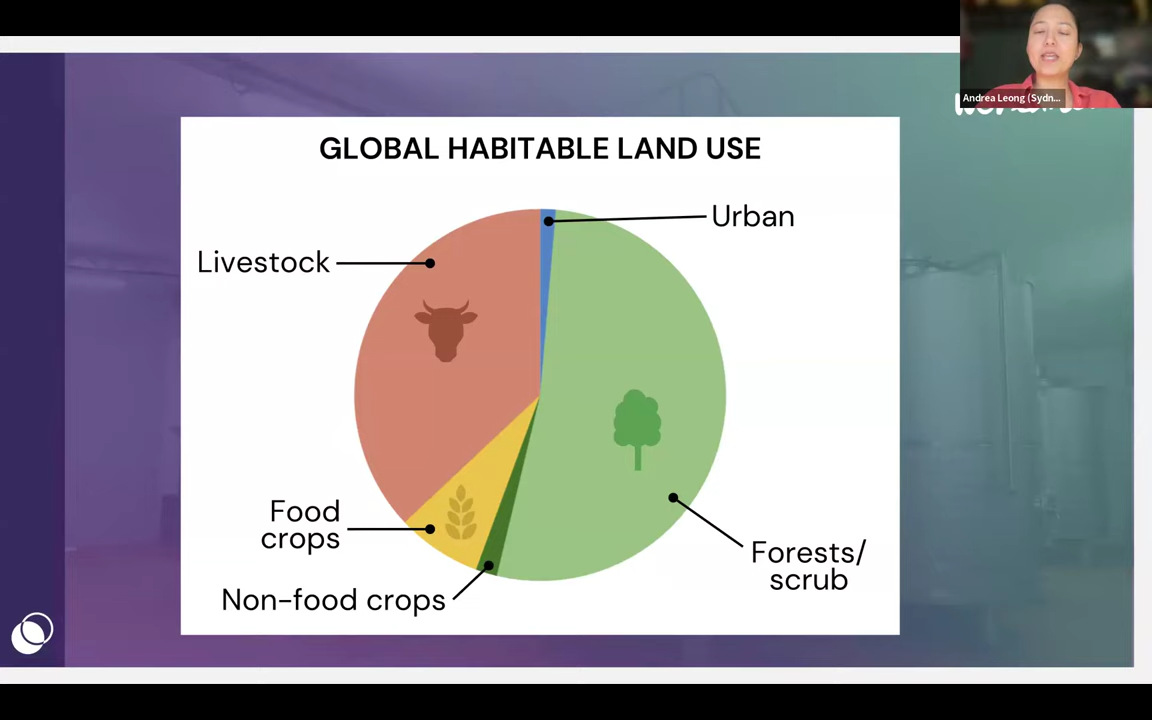 Andrea Leong (Sydn...
GLOBAL HABITABLE LAND USE
Urban
Livestock
Food
crops
Non-food crops
Forests/
scrub